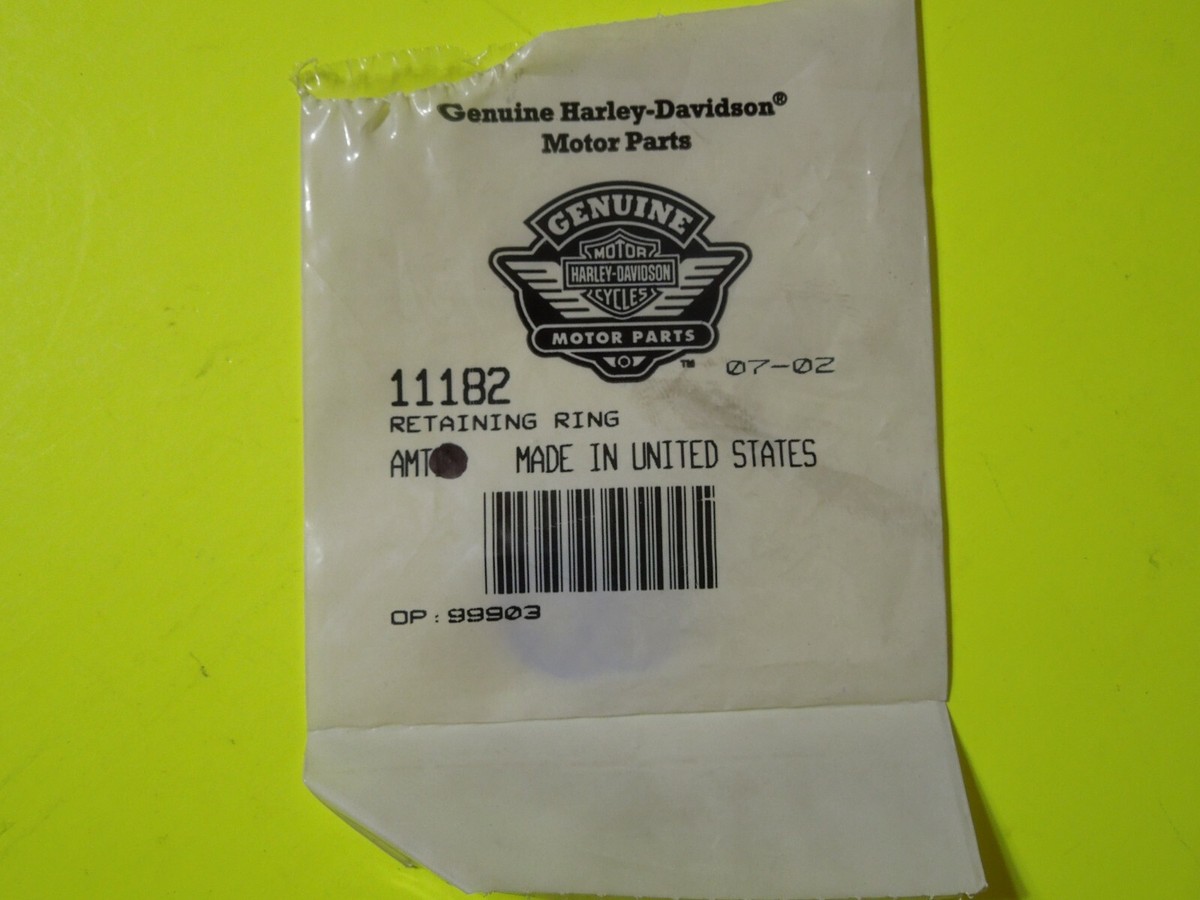 Genuine Harley-Davidson®
Motor Parts
GENUINE
MOTOR
HARLEY-DAVIDSON
CYCLES
MOTOR PARTS
™
07-02
11182
RETAINING RING
AMT
MADE IN UNITED STATES
OP: 99903